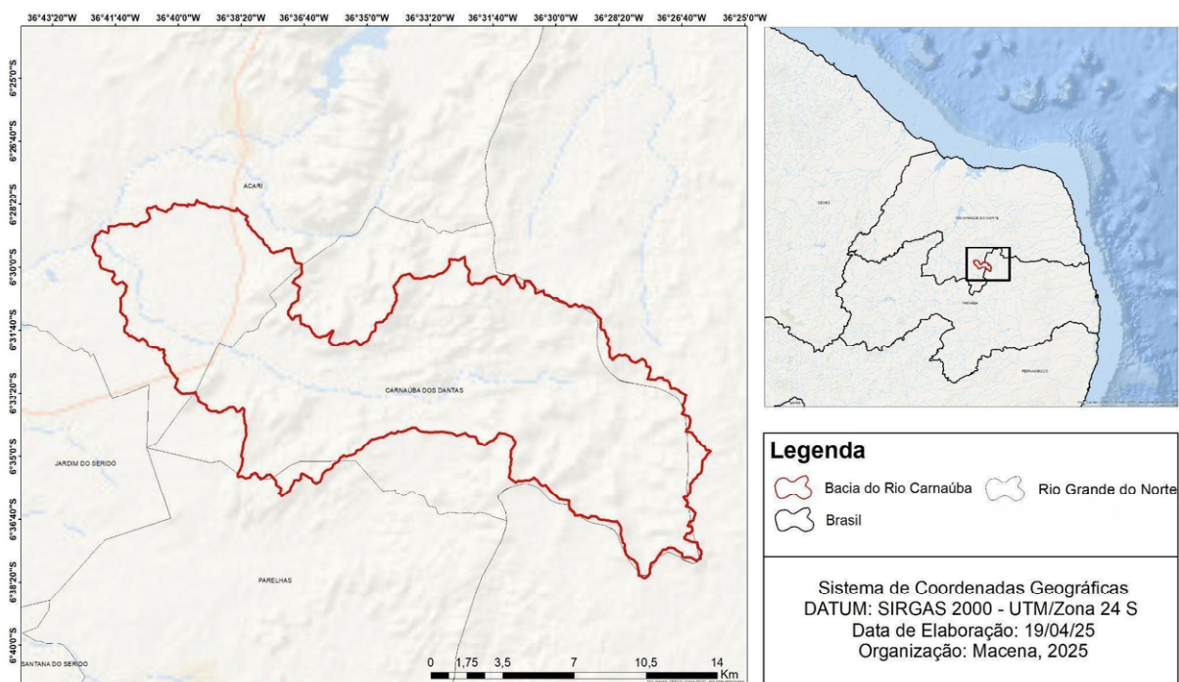 36°43'20"W 36°41'40"W 36°40'0"W 36°38'20"W 36°36'40"W 36°35'0"W 36°33'20"W 36°31'40"W 36°30'0"W 36°28'20"W 36°26'40"W 36°25'0"W
6°25'0"S
6°26'40"S
6°28'20"S
6°30'0"S
6°31'40"S
6°33'20"S
6°35'0"S
6°36'40"S
6°38'20"S
6°40'0"S
ACARI
CARNAÚBA DOS DANTAS
JARDIM DO SERIDÓ
PARELHAS
SANTANA DO SERIDÓ
0 1,75 3,5 7 10,5 14
Km
CEARÁ
RIO GRANDE DO NORTE
PARAÍBA
PERNAMBUCO
Legenda
Bacia do Rio Carnaúba
Rio Grande do Norte
Brasil
Sistema de Coordenadas Geográficas
DATUM: SIRGAS 2000 - UTM/Zona 24 S
Data de Elaboração: 19/04/25
Organização: Macena, 2025